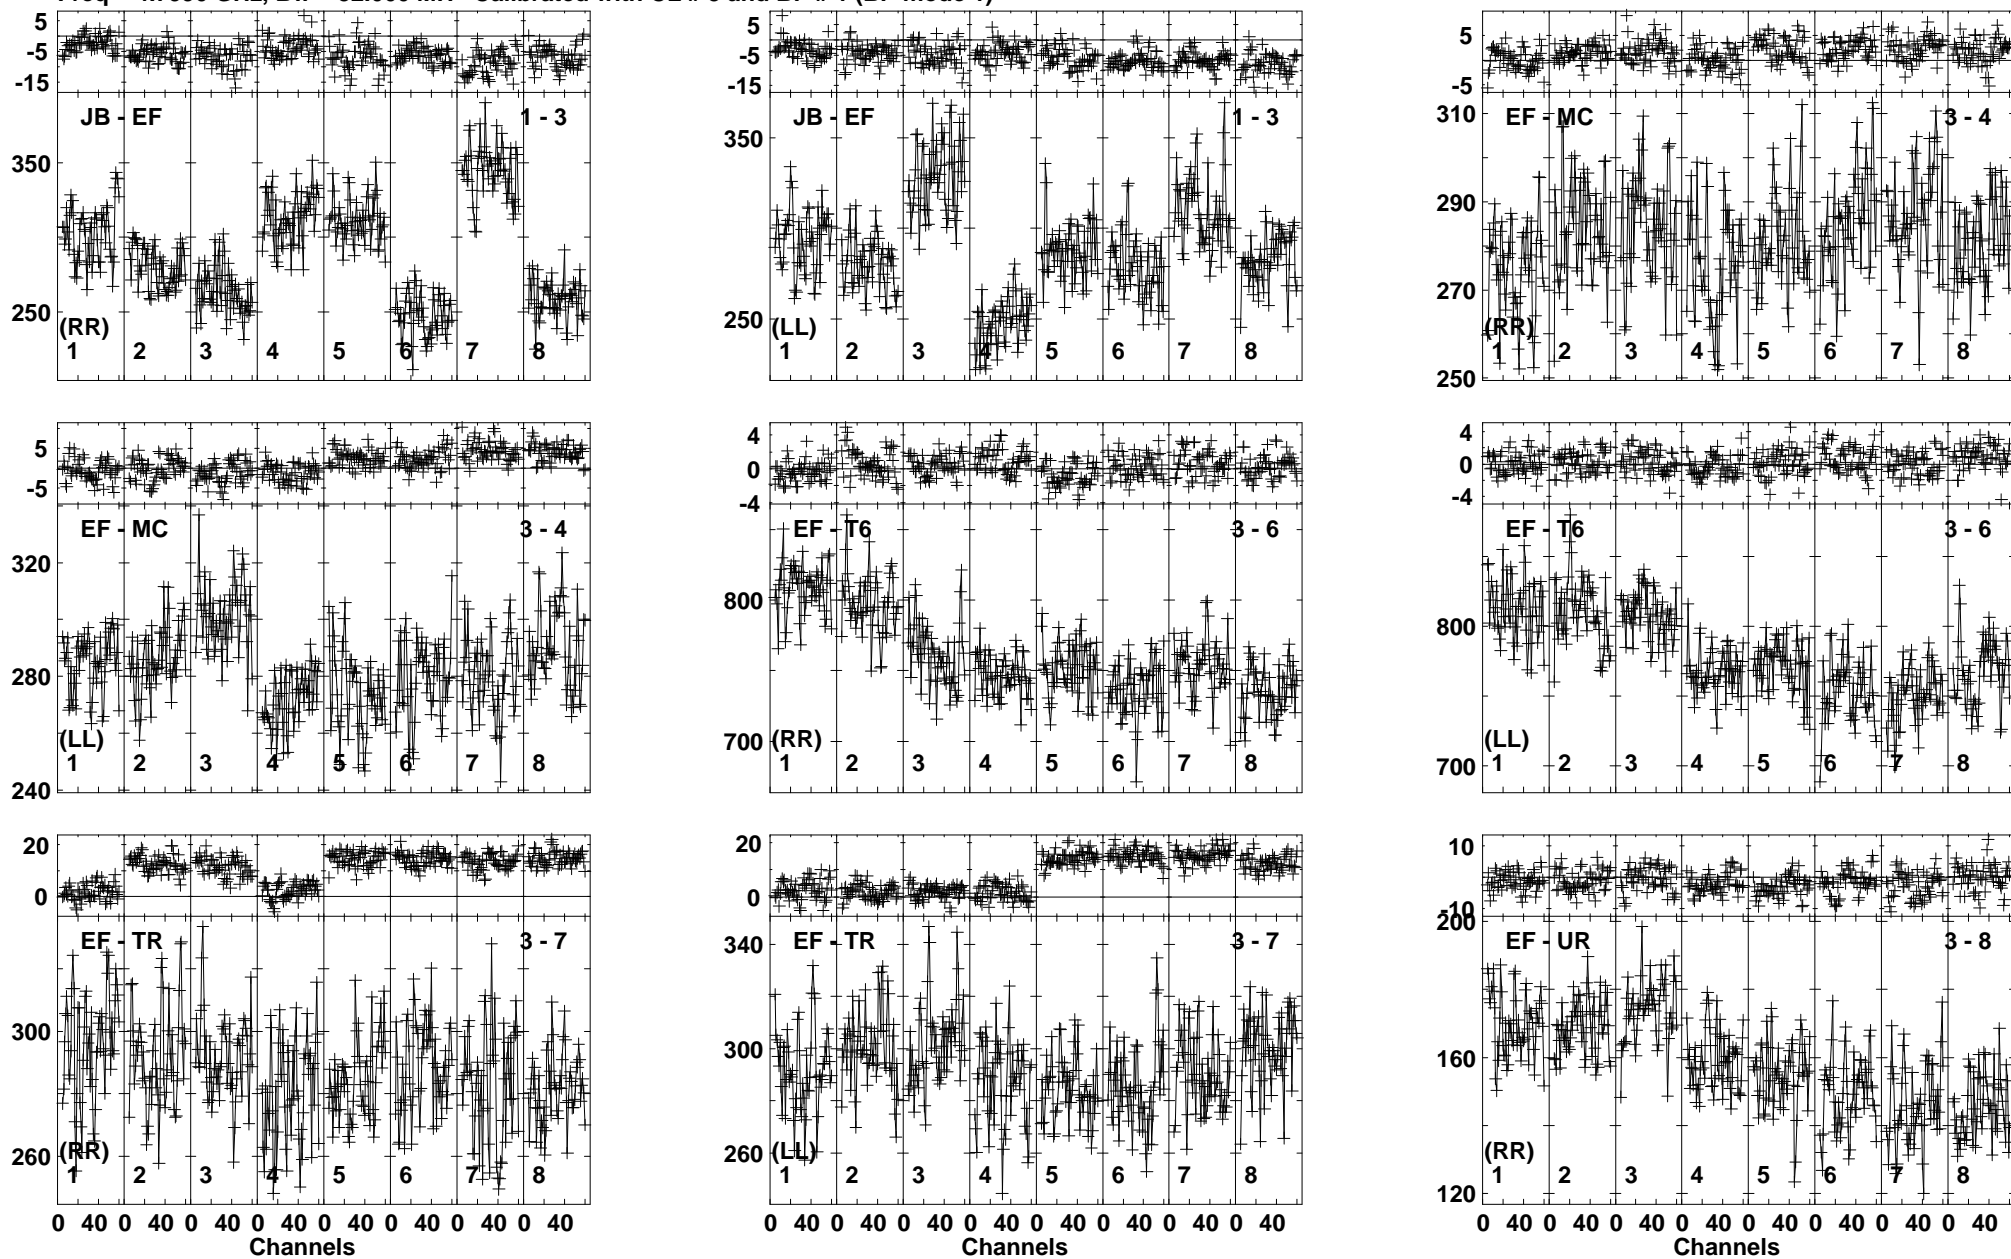 5
-5
-15
JB - EF 1 - 3
350
250
(RR)
1 2 3 4 5 6 7 8
5
-5
-15
JB - EF 1 - 3
350
250
(LL)
1 2 3 4 5 6 7 8
5
-5
EF - MC 3 - 4
310
290
270
250
(RR)
1 2 3 4 5 6 7 8
5
-5
EF - MC 3 - 4
320
280
240
(LL)
1 2 3 4 5 6 7 8
4
0
-4
EF - T6 3 - 6
800
700
(RR)
1 2 3 4 5 6 7 8
4
0
-4
EF - T6 3 - 6
800
700
(LL)
1 2 3 4 5 6 7 8
20
0
EF - TR 3 - 7
300
260
(RR)
1 2 3 4 5 6 7 8
0 40 0 40 0 40 0 40 0 40 0 40 0 40 0 40
Channels
20
0
EF - TR 3 - 7
340
300
260
(LL)
1 2 3 4 5 6 7 8
0 40 0 40 0 40 0 40 0 40 0 40 0 40 0 40
Channels
10
-10
200
EF - UR 3 - 8
160
120
(RR)
1 2 3 4 5 6 7 8
0 40 0 40 0 40 0 40 0 40 0 40 0 40 0 40
Channels